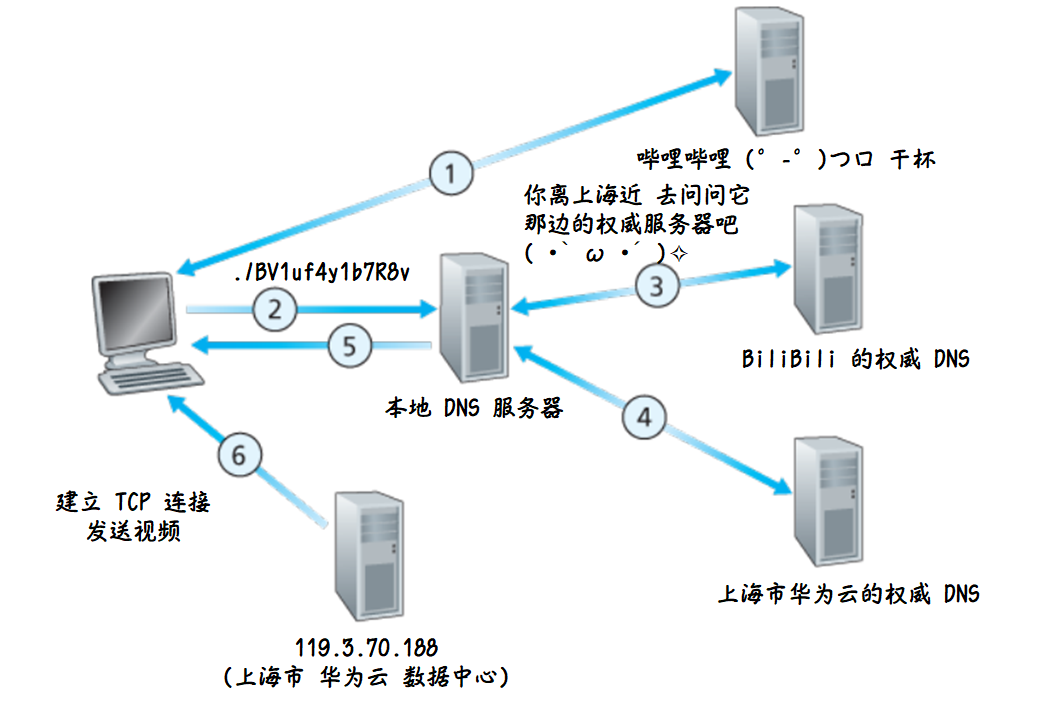 1
哔哩哔哩 (゜-゜)つロ 干杯
你离上海近 去问问它
那边的权威服务器吧
( •̀ ω •́ )✧
./BV1uf4y1b7R8v
2
3
5
BiliBili 的权威 DNS
本地 DNS 服务器
4
6
建立 TCP 连接
发送视频
上海市华为云的权威 DNS
119.3.70.188
(上海市 华为云 数据中心)